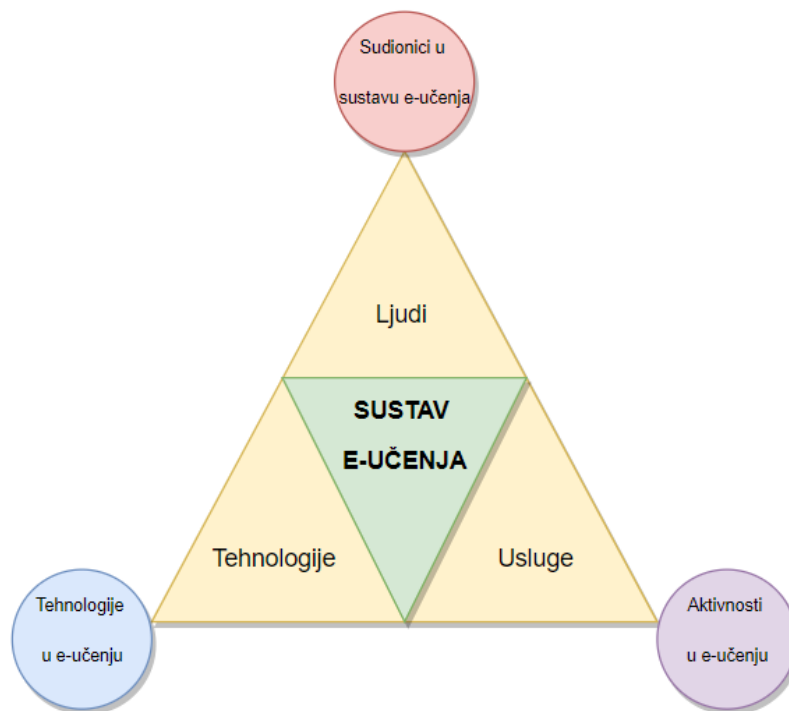 Sudionici u
sustavu e-učenja
Ljudi
SUSTAV
E-UČENJA
Tehnologije
Usluge
Tehnologije
u e-učenju
Aktivnosti
u e-učenju